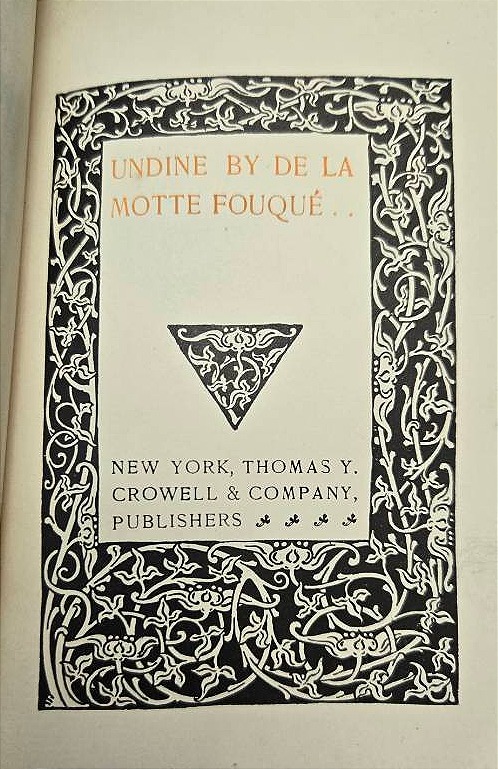 UNDINE BY DE LA
MOTTE FOUQUÉ . .
NEW YORK, THOMAS Y.
CROWELL & COMPANY,
PUBLISHERS